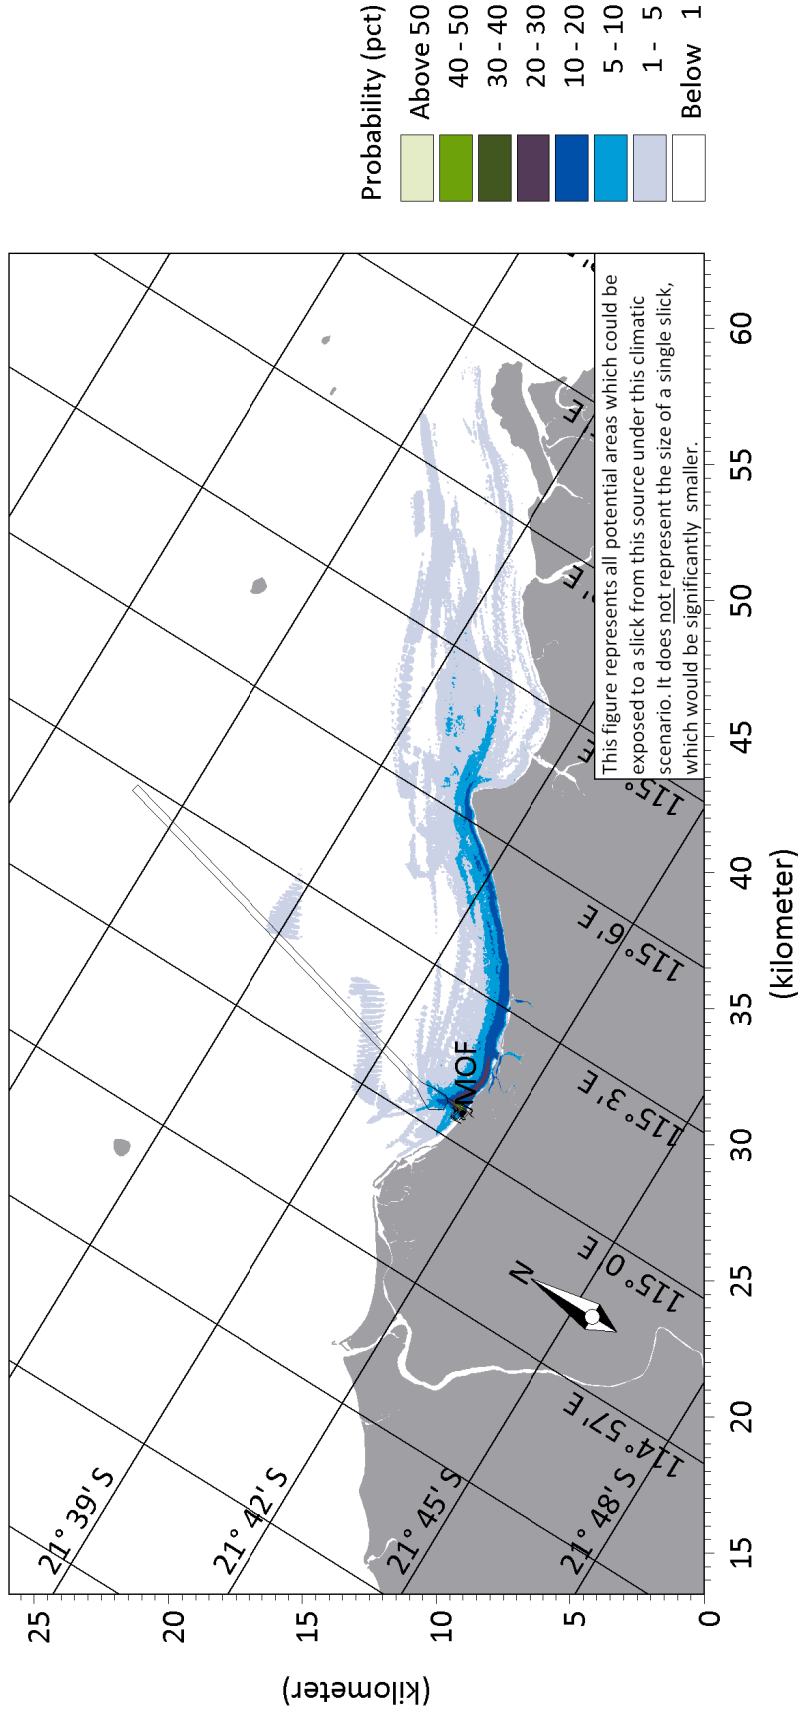 Probability (pct)
Above 50
40 - 50
30 - 40
20 - 30
10 - 20
5 - 10
1 - 5
Below 1
25
20
15
10
5
0
(kilometer)
21° 39' S
21° 42' S
21° 45' S
21° 48' S
MOF
N
114° 57' E
115° 0' E
115° 3' E
115° 6' E
115°
E
'E
'E
This figure represents all potential areas which could be
exposed to a slick from this source under this climatic
scenario. It does not represent the size of a single slick,
which would be significantly smaller.
15
20
25
30
35
40
45
50
55
60
(kilometer)